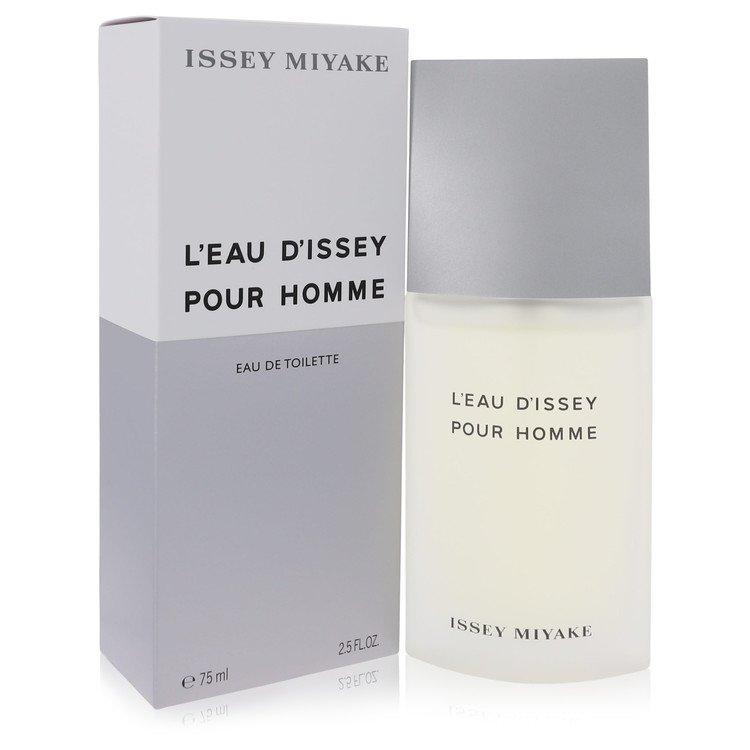 ISSEY MIYAKE
L'EAU D'ISSEY
POUR HOMME
EAU DE TOILETTE
2.5 FL.OZ.
℮ 75 ml
L'EAU D'ISSEY
POUR HOMME
ISSEY MIYAKE